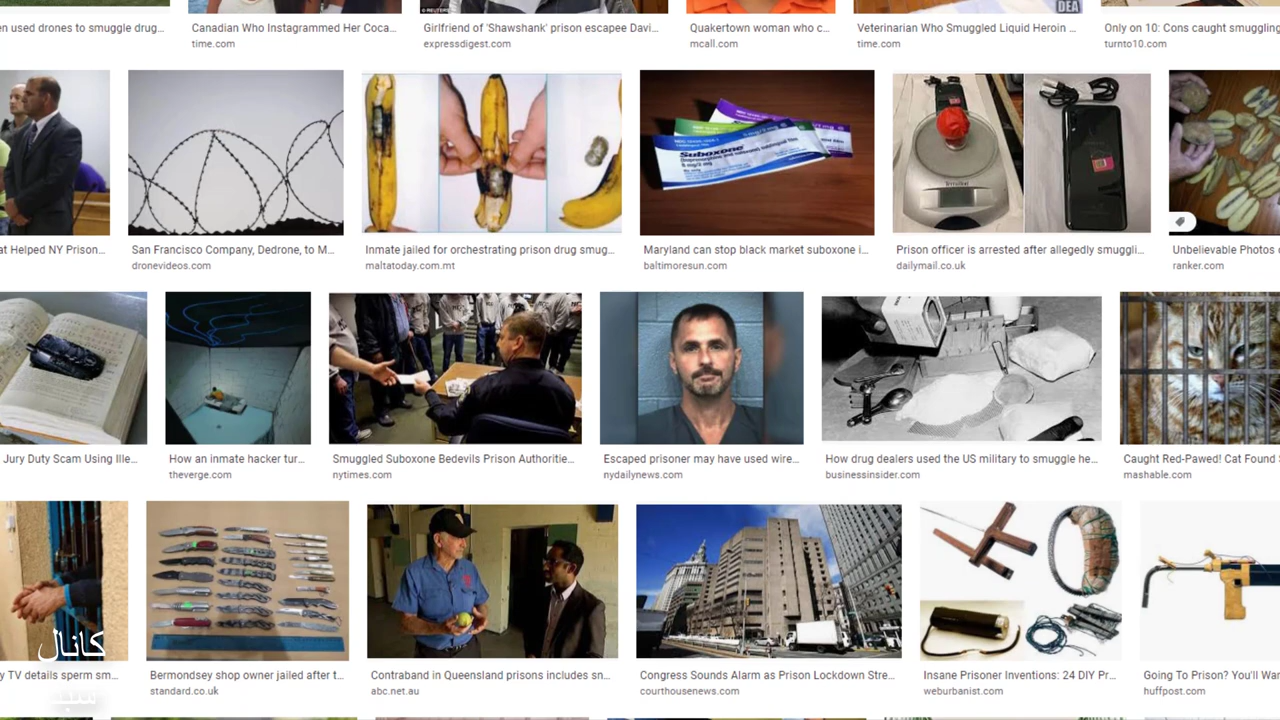 en used drones to smuggle drug...
Canadian Who Instagrammed Her Coca...
Girlfriend of 'Shawshank' prison escapee Davi...
Quakertown woman who c...
Veterinarian Who Smuggled Liquid Heroin ...
Only on 10: Cons caught smuggling
time.com
expressdigest.com
mcall.com
time.com
turnto10.com
© REUTERS
DEA
Suboxone
at Helped NY Prison...
San Francisco Company, Dedrone, to M...
Inmate jailed for orchestrating prison drug smug...
Maryland can stop black market suboxone i...
Prison officer is arrested after allegedly smuggli...
Unbelievable Photos
dronevideos.com
maltatoday.com.mt
baltimoresun.com
dailymail.co.uk
ranker.com
Jury Duty Scam Using Ille...
How an inmate hacker tur...
Smuggled Suboxone Bedevils Prison Authoritie...
Escaped prisoner may have used wire...
How drug dealers used the US military to smuggle he...
Caught Red-Pawed! Cat Found
theverge.com
nytimes.com
nydailynews.com
businessinsider.com
mashable.com
کانال
y TV details sperm sm...
Bermondsey shop owner jailed after t...
Contraband in Queensland prisons includes sn...
Congress Sounds Alarm as Prison Lockdown Stre...
Insane Prisoner Inventions: 24 DIY Pr...
Going To Prison? You'll War
standard.co.uk
abc.net.au
courthousenews.com
weburbanist.com
huffpost.com